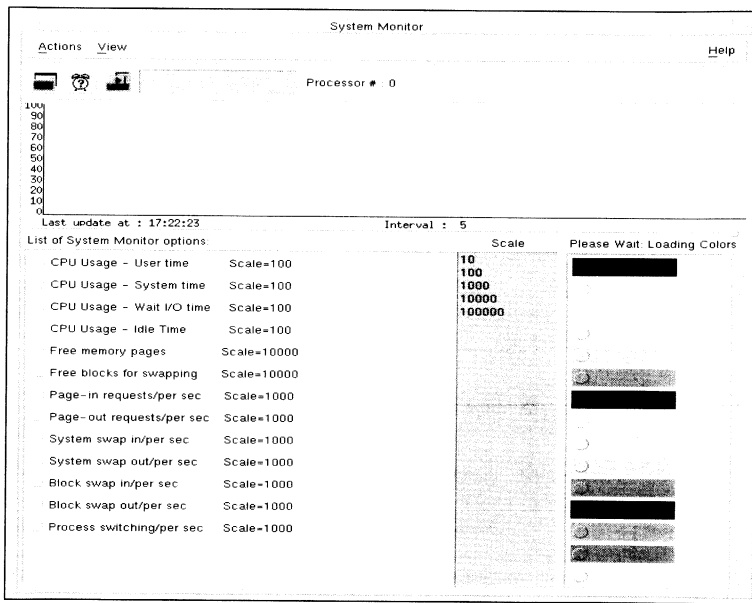 System Monitor
Actions View Help
Processor # : 0
100
90
80
70
60
50
40
30
20
10
0
Last update at : 17:22:23 Interval : 5
List of System Monitor options: Scale Please Wait: Loading Colors
CPU Usage - User time Scale=100
CPU Usage - System time Scale=100
CPU Usage - Wait I/O time Scale=100
CPU Usage - Idle Time Scale=100
Free memory pages Scale=10000
Free blocks for swapping Scale=10000
Page-in requests/per sec Scale=1000
Page-out requests/per sec Scale=1000
System swap in/per sec Scale=1000
System swap out/per sec Scale=1000
Block swap in/per sec Scale=1000
Block swap out/per sec Scale=1000
Process switching/per sec Scale=1000
10
100
1000
10000
100000